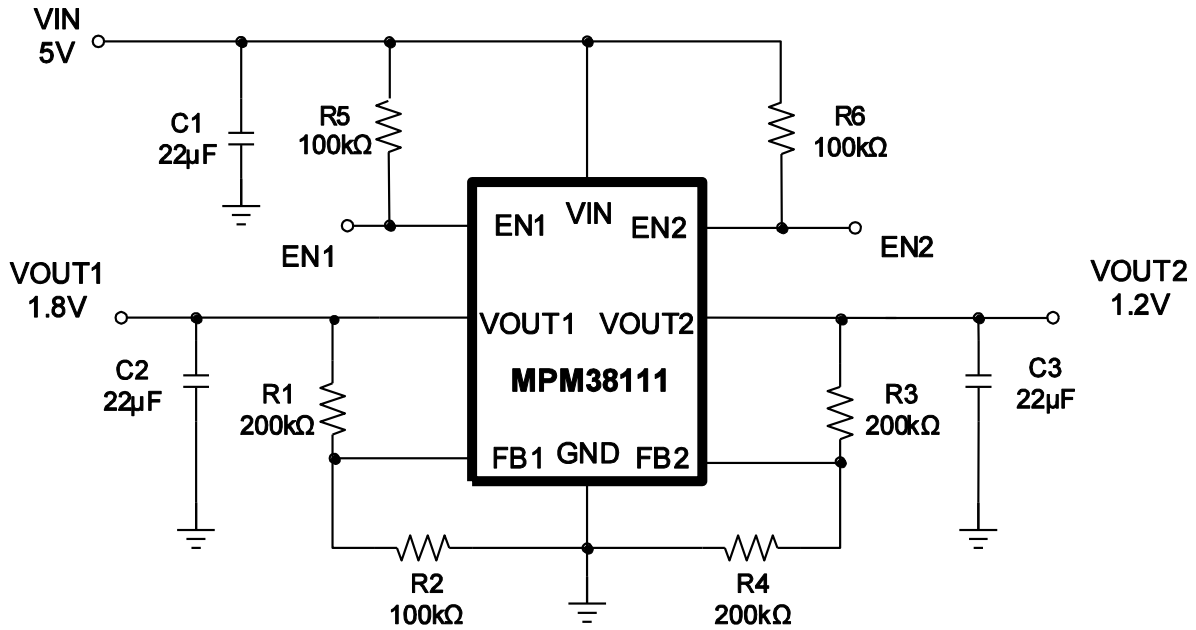 VIN
5V
C1
22µF
R5
100kΩ
R6
100kΩ
EN1
VIN
EN2
EN1
EN2
VOUT1
1.8V
VOUT2
1.2V
VOUT1
VOUT2
MPM38111
C2
22µF
R1
200kΩ
R3
200kΩ
C3
22µF
FB1
GND
FB2
R2
100kΩ
R4
200kΩ